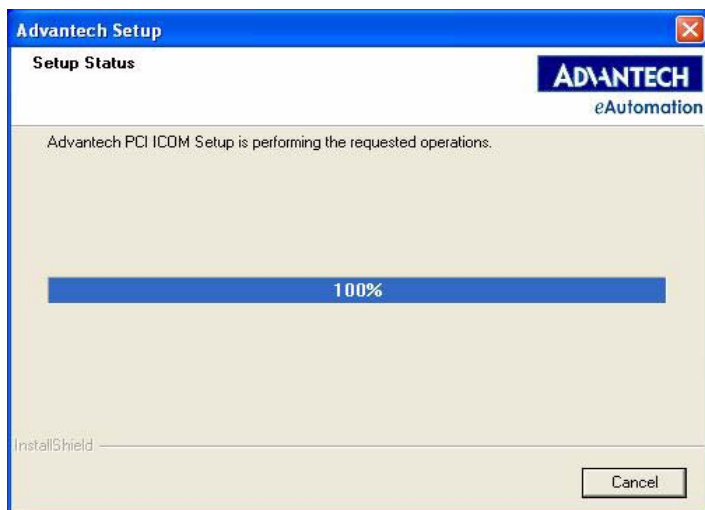 Advantech Setup
Setup Status
ADVANTECH
eAutomation
Advantech PCI ICOM Setup is performing the requested operations.
100%
InstallShield
Cancel